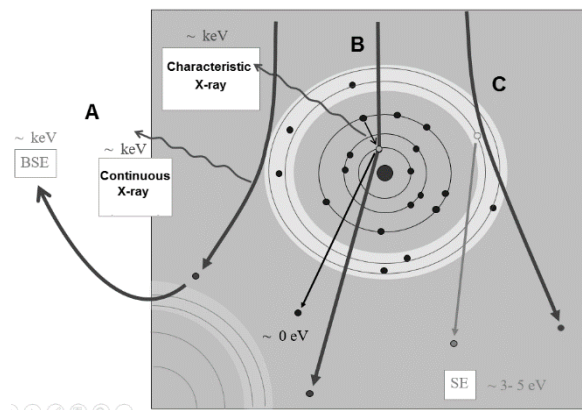 ~ keV
B
Characteristic
X-ray
C
A
~ keV
~ keV
BSE
Continuous
X-ray
~ 0 eV
SE
~ 3- 5 eV